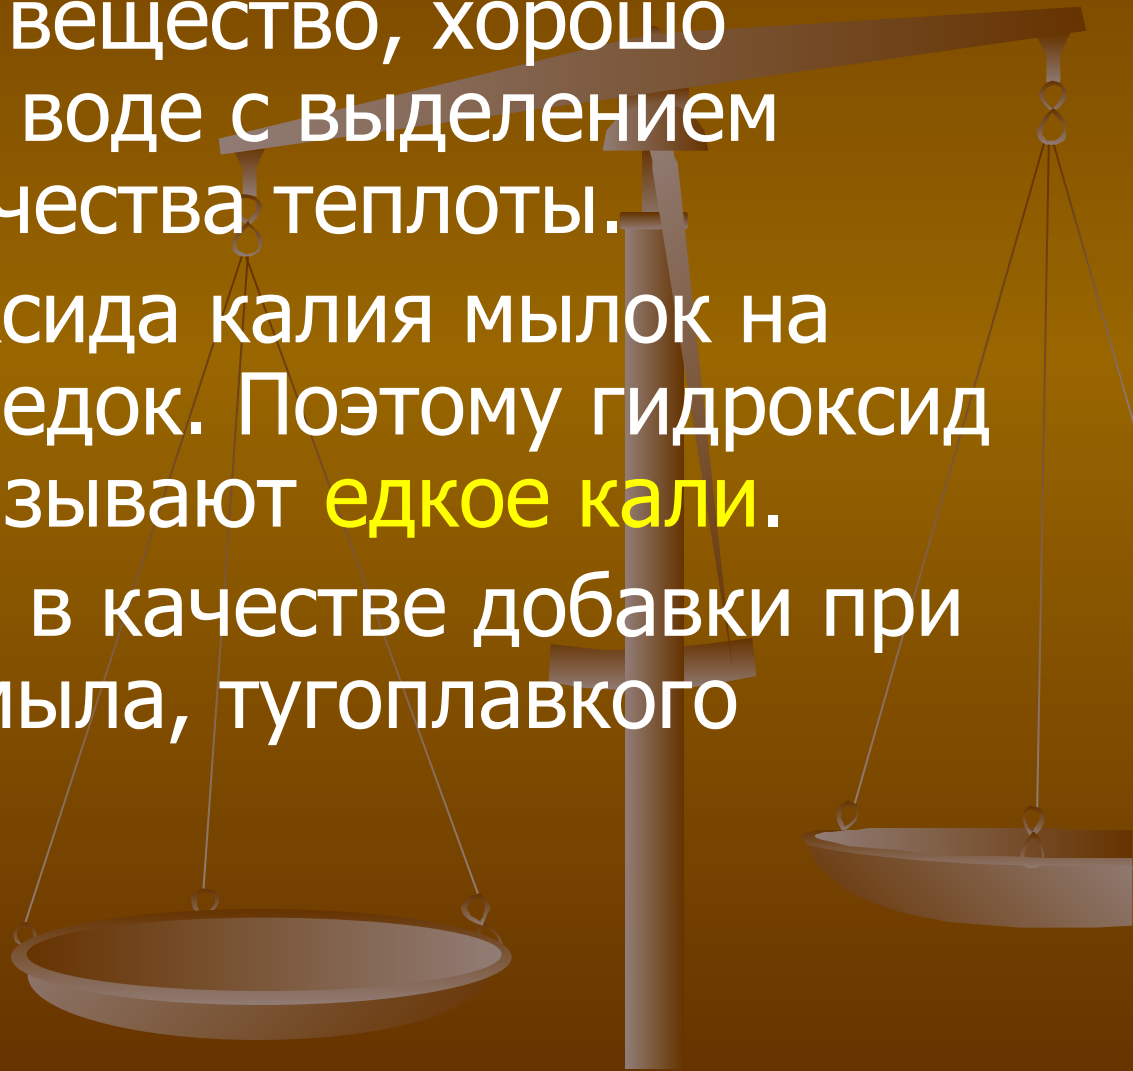 вещество, хорошо
воде с выделением
чества теплоты.
ксида калия мылок на
едок. Поэтому гидроксид
зывают едкое кали.
в качестве добавки при
мыла, тугоплавкого